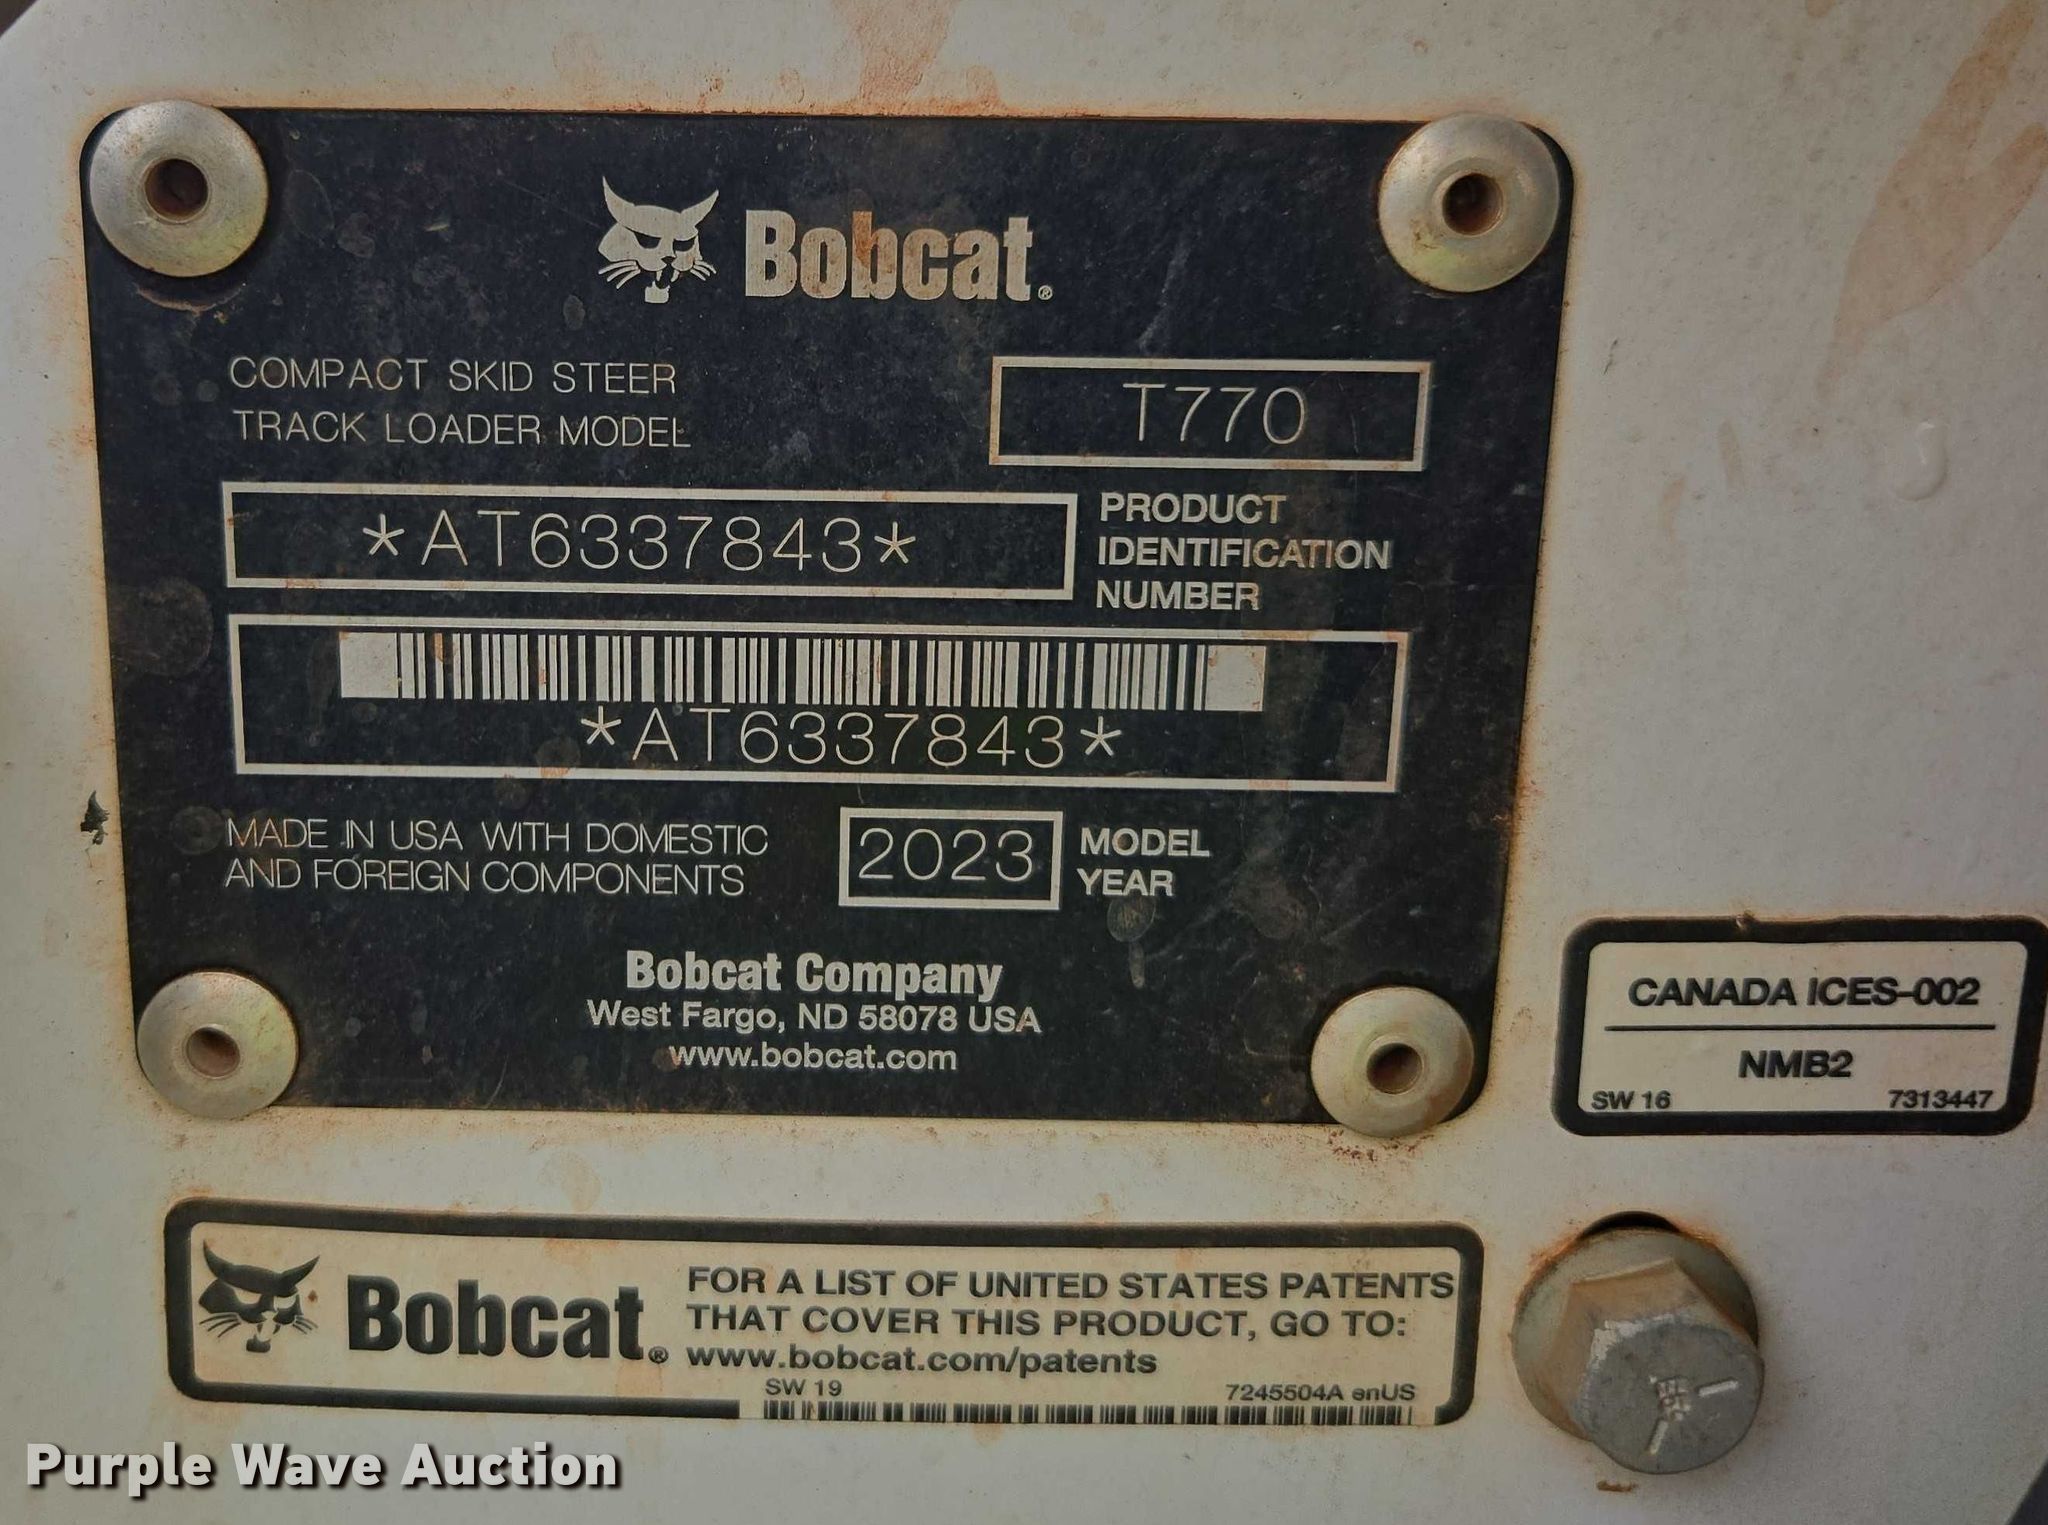 Bobcat®
COMPACT SKID STEER
TRACK LOADER MODEL
T770
*AT6337843*
PRODUCT
IDENTIFICATION
NUMBER
*AT6337843*
MADE IN USA WITH DOMESTIC
AND FOREIGN COMPONENTS
2023
MODEL
YEAR
Bobcat Company
West Fargo, ND 58078 USA
www.bobcat.com
CANADA ICES-002
NMB2
SW 16 7313447
Bobcat®
FOR A LIST OF UNITED STATES PATENTS
THAT COVER THIS PRODUCT, GO TO:
www.bobcat.com/patents
SW 19 7245504A enUS
Purple Wave Auction